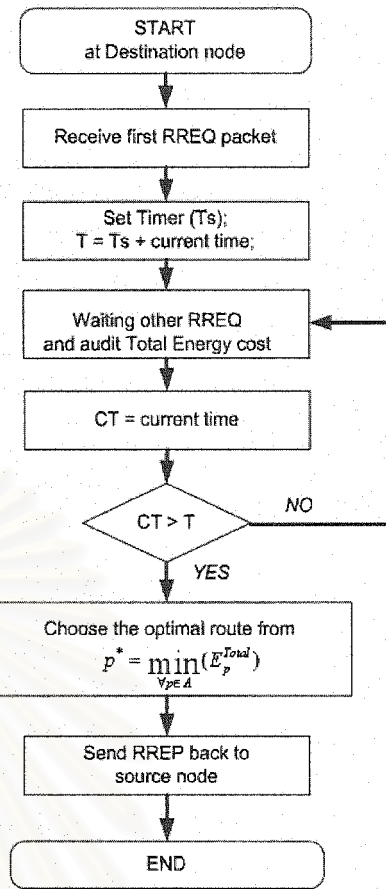 START
at Destination node
Receive first RREQ packet
Set Timer (Ts);
T = Ts + current time;
Waiting other RREQ
and audit Total Energy cost
CT = current time
CT > T
NO
YES
Choose the optimal route from
p* = min(E_p^Total)
∀p∈A
Send RREP back to
source node
END